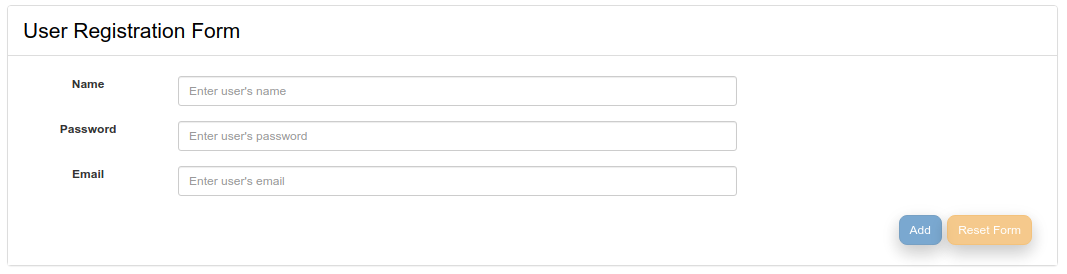 User Registration Form
Name
Enter user's name
Password
Enter user's password
Email
Enter user's email
Add Reset Form